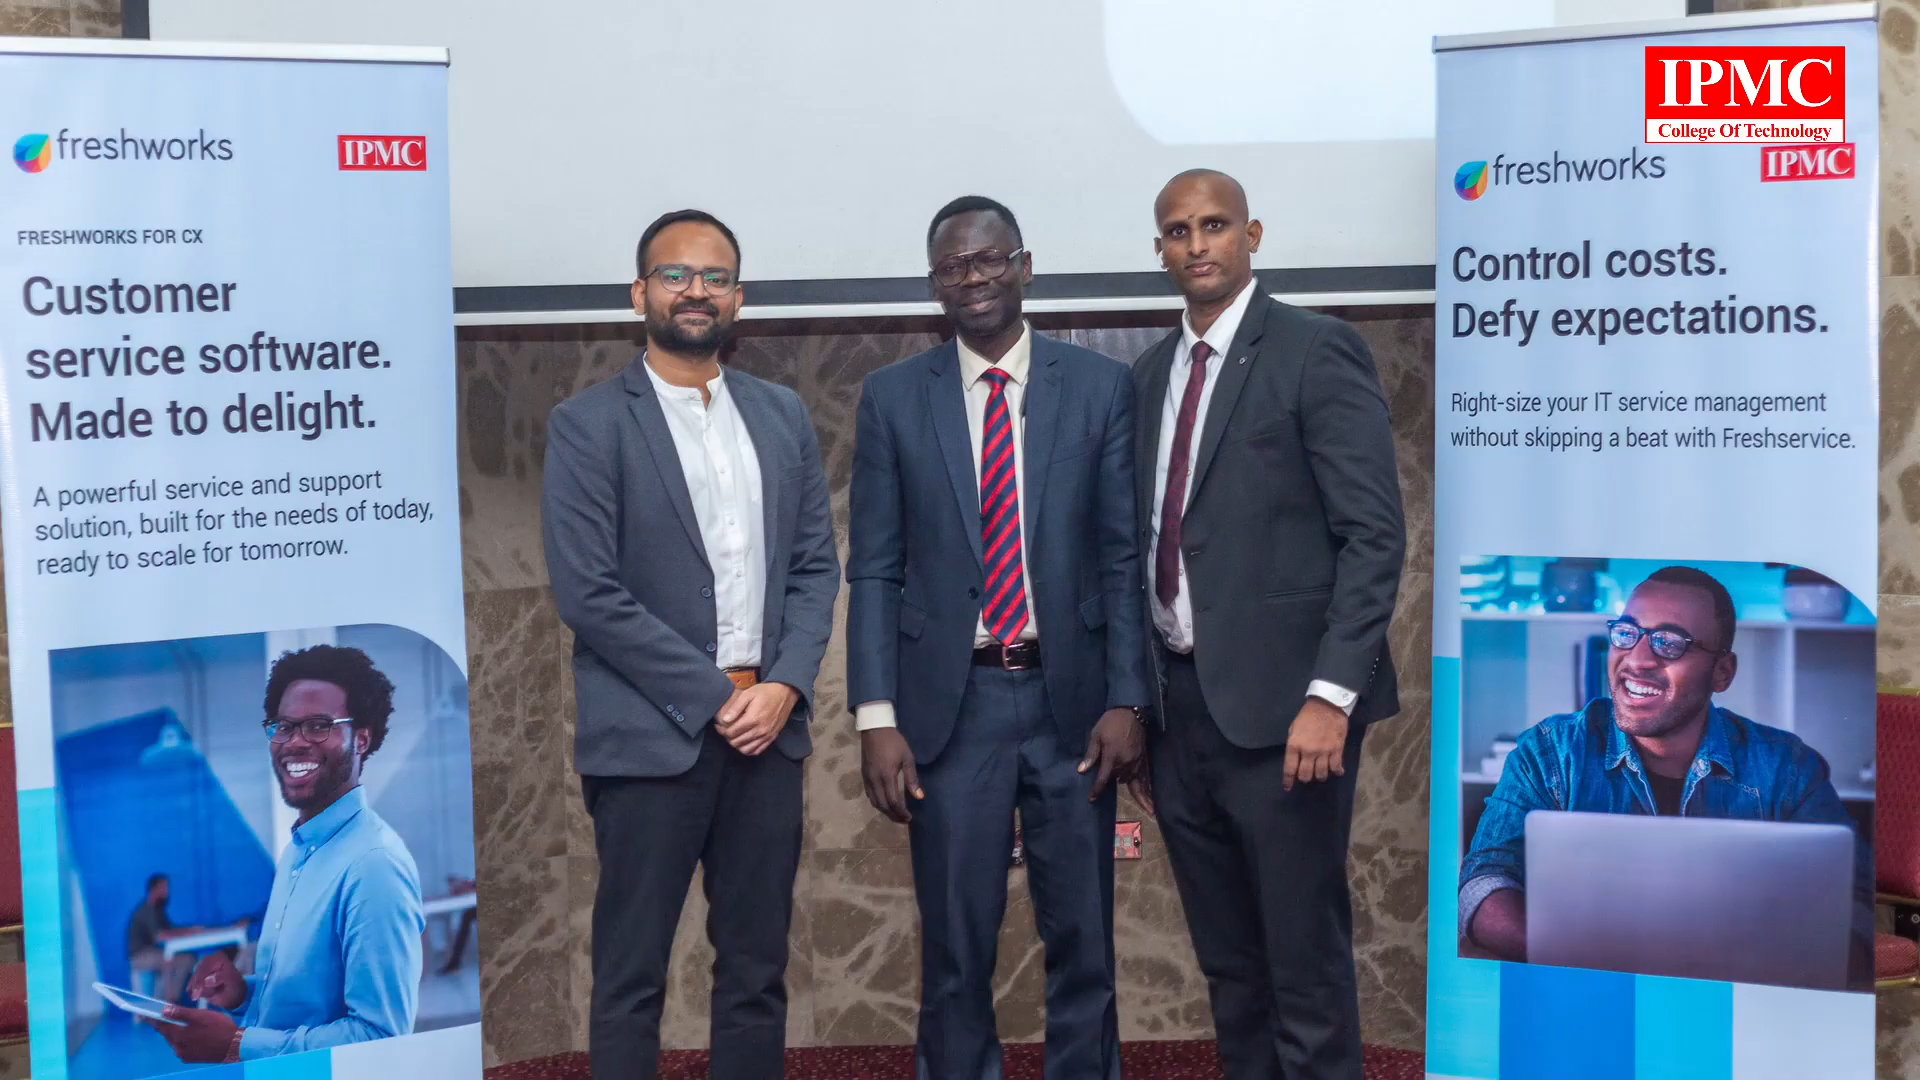 freshworks
IPMC
FRESHWORKS FOR CX
Customer
service software.
Made to delight.
A powerful service and support
solution, built for the needs of today,
ready to scale for tomorrow.
IPMC
College Of Technology
freshworks
IPMC
Control costs.
Defy expectations.
Right-size your IT service management
without skipping a beat with Freshservice.